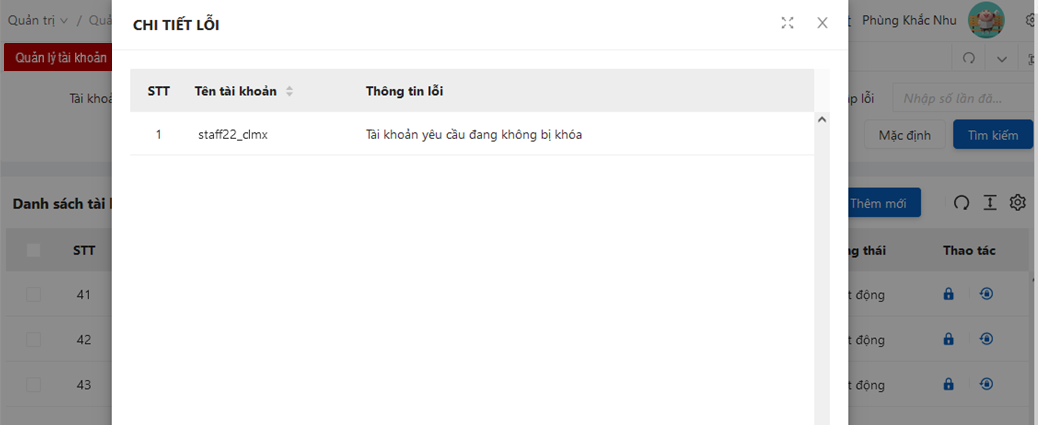 Quản trị / Quả
CHI TIẾT LỖI
Phùng Khắc Nhu
Quản lý tài khoản
STT Tên tài khoản Thông tin lỗi
1 staff22_clmx Tài khoản yêu cầu đang không bị khóa
Tài khoả
lỗi Nhập số lần đă...
Mặc định Tìm kiếm
Danh sách tài
Thêm mới
STT
thái Thao tác
41 động
42 động
43 động